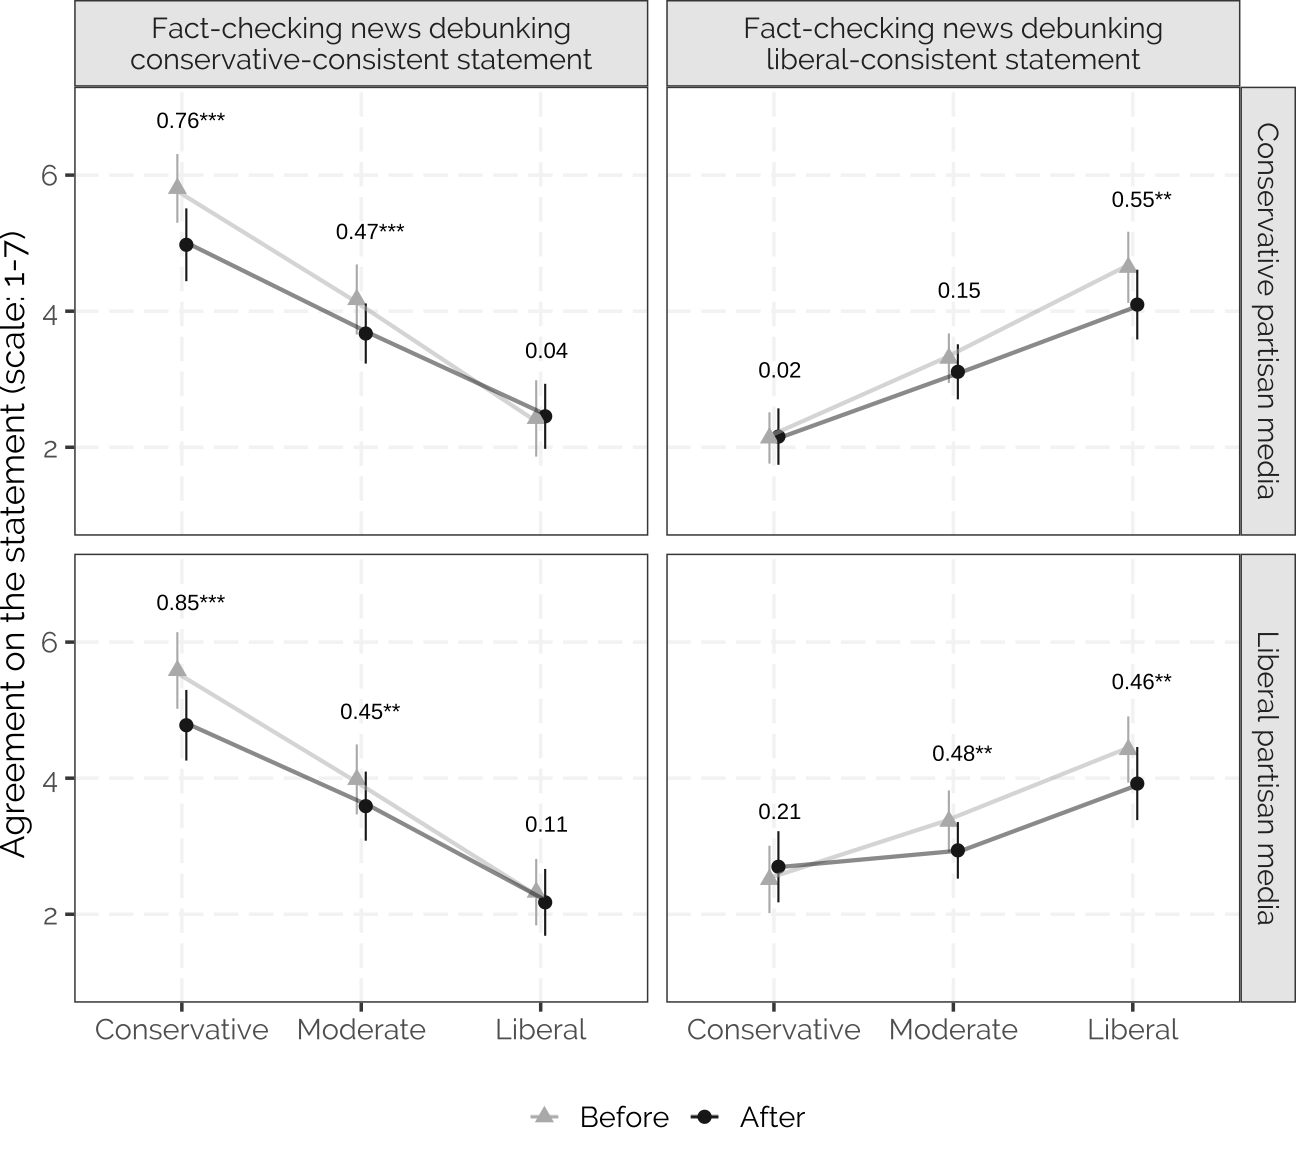 Fact-checking news debunking
conservative-consistent statement
Fact-checking news debunking
liberal-consistent statement
Agreement on the statement (scale: 1-7)
6
4
2
0.76***
0.47***
0.04
0.02
0.15
0.55**
Conservative partisan media
6
4
2
0.85***
0.45**
0.11
0.21
0.48**
0.46**
Liberal partisan media
Conservative Moderate Liberal
Conservative Moderate Liberal
Before After